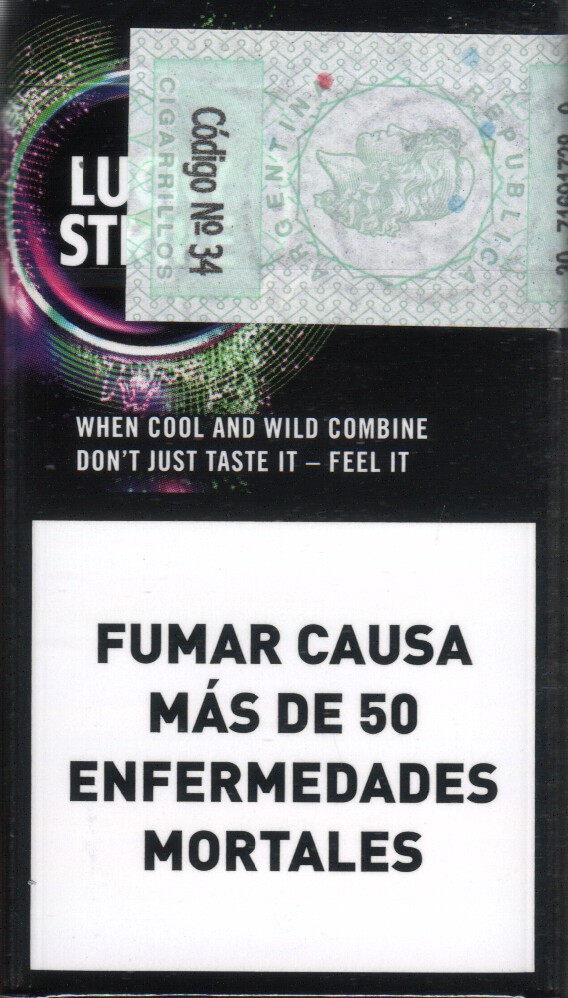 LU
ST
CIGARRILLOS
Código Nº 34
ARGENTINA
REPUBLICA
WHEN COOL AND WILD COMBINE
DON'T JUST TASTE IT – FEEL IT
FUMAR CAUSA
MÁS DE 50
ENFERMEDADES
MORTALES